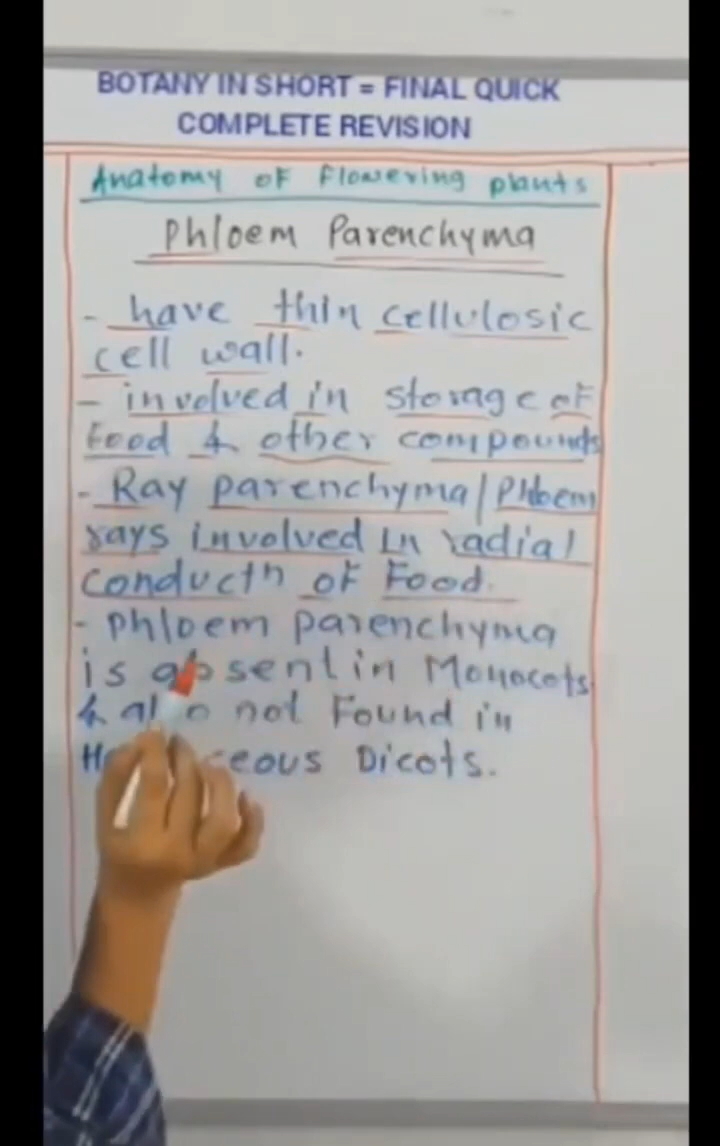 BOTANY IN SHORT = FINAL QUICK
COMPLETE REVISION
Anatomy of Flowering plants
Phloem Parenchyma
- have thin cellulosic
cell wall.
- involved in storage of
Food & other compounds
- Ray parenchyma/Phloem
rays involved in radial
conductn of Food.
- Phloem parenchyma
is absent in Monocots
& also not Found in
ceous Dicots.